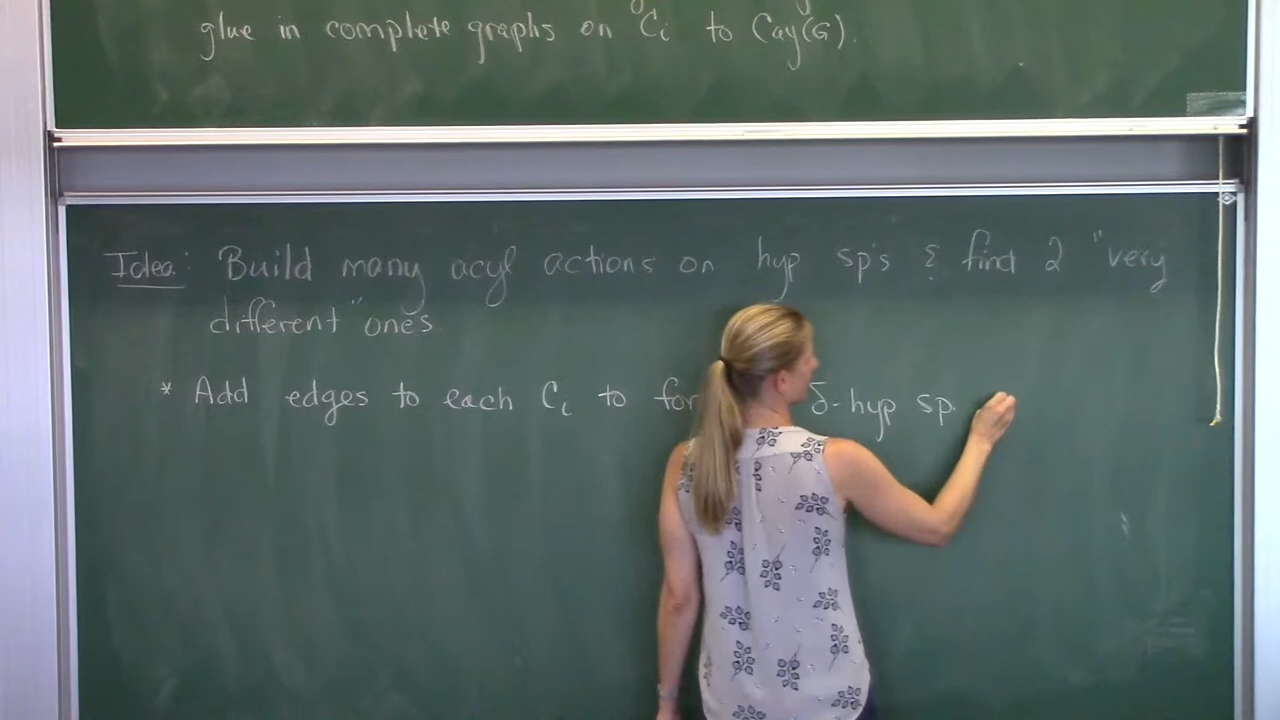 glue in complete graphs on Ci to Cay(G).
Idea: Build many acyl actions on hyp sp's & find 2 "very
different" ones
* Add edges to each Ci to for δ-hyp sp.